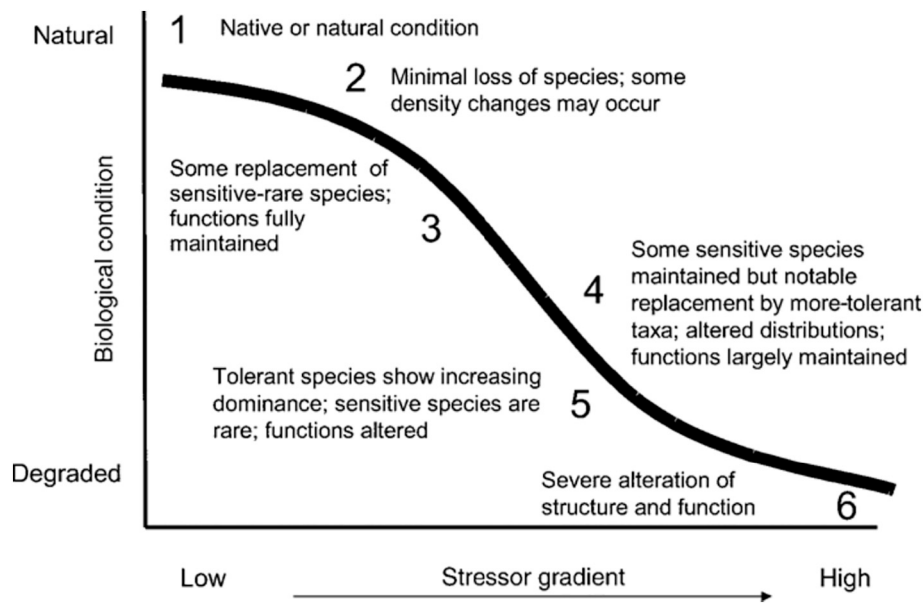 Natural
1 Native or natural condition
2 Minimal loss of species; some
density changes may occur
Some replacement of
sensitive-rare species;
functions fully
maintained
3
Biological condition
4 Some sensitive species
maintained but notable
replacement by more-tolerant
taxa; altered distributions;
functions largely maintained
Tolerant species show increasing
dominance; sensitive species are
rare; functions altered
5
Degraded
Severe alteration of
structure and function
6
Low Stressor gradient High